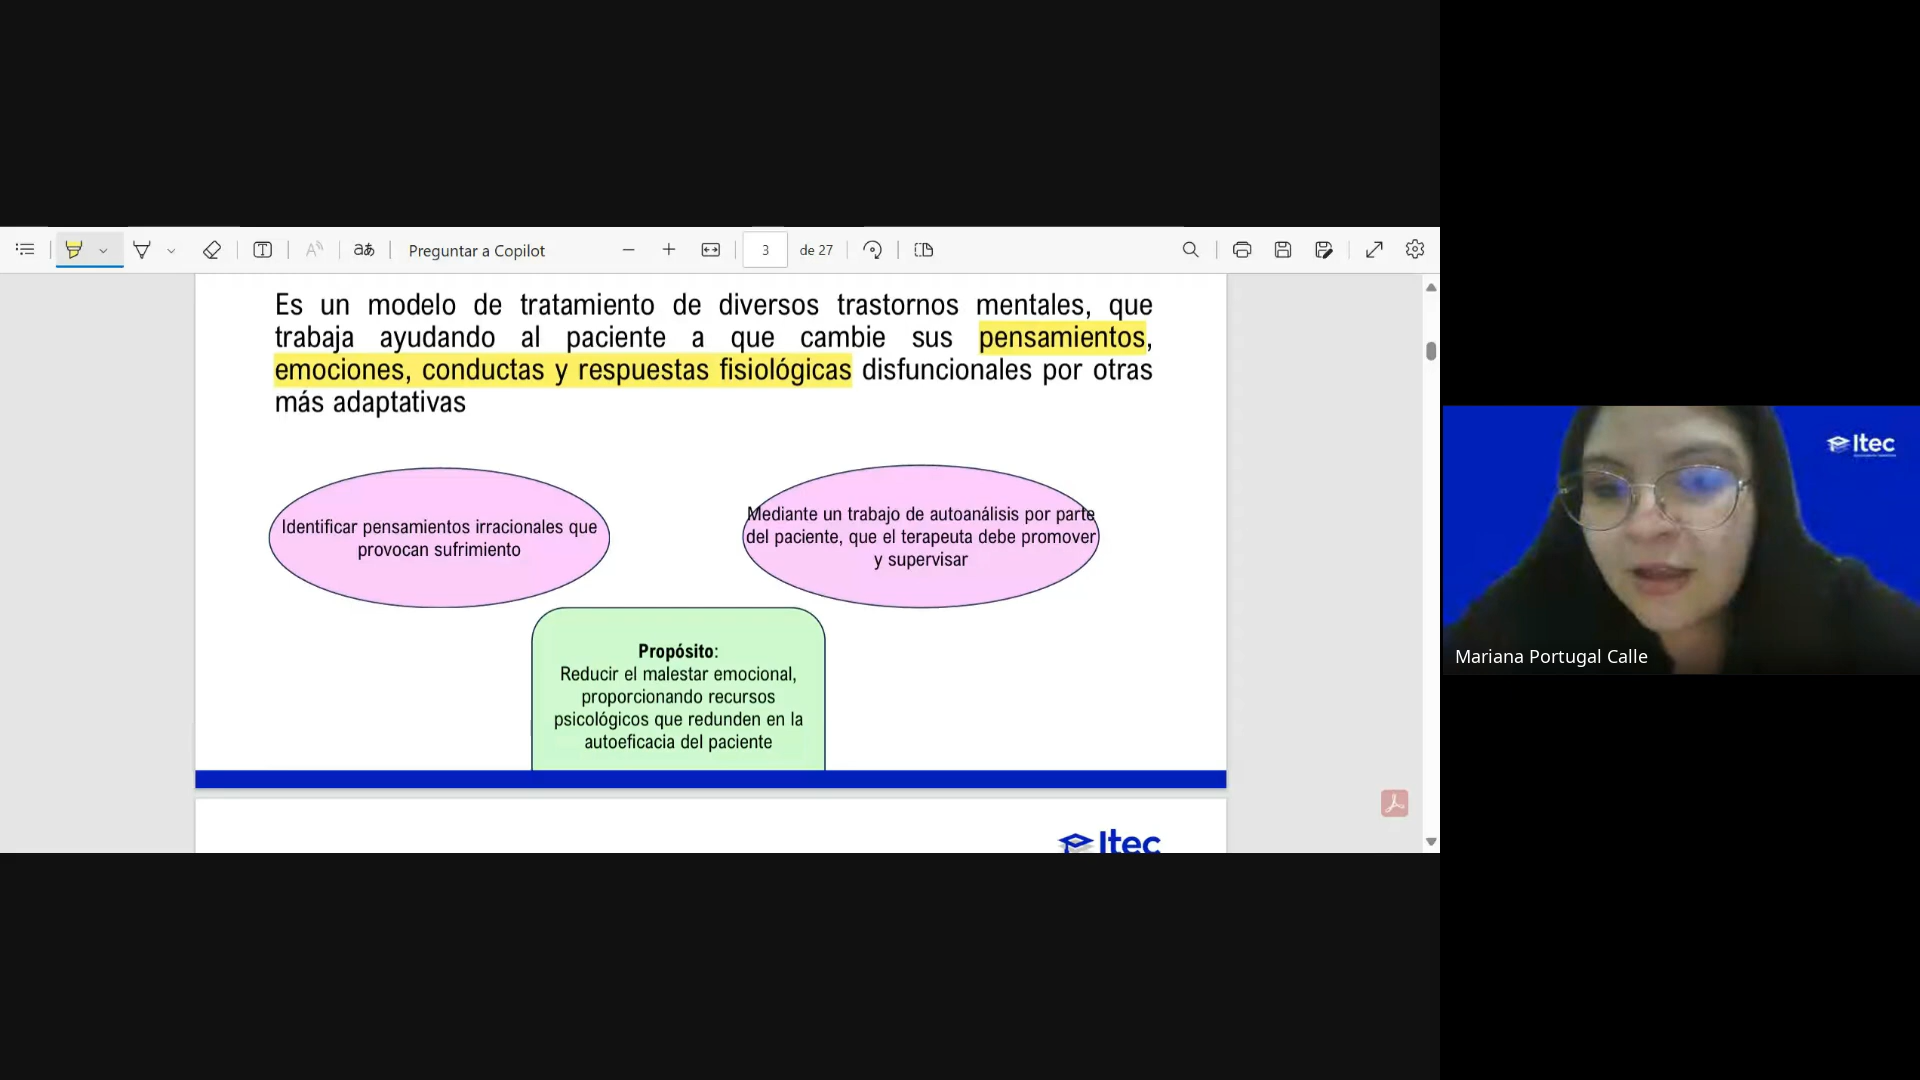 Preguntar a Copilot
3 de 27
Es un modelo de tratamiento de diversos trastornos mentales, que
trabaja ayudando al paciente a que cambie sus pensamientos,
emociones, conductas y respuestas fisiológicas disfuncionales por otras
más adaptativas
Identificar pensamientos irracionales que
provocan sufrimiento
Mediante un trabajo de autoanálisis por parte
del paciente, que el terapeuta debe promover
y supervisar
Propósito:
Reducir el malestar emocional,
proporcionando recursos
psicológicos que redunden en la
autoeficacia del paciente
Itec
Itec
Mariana Portugal Calle